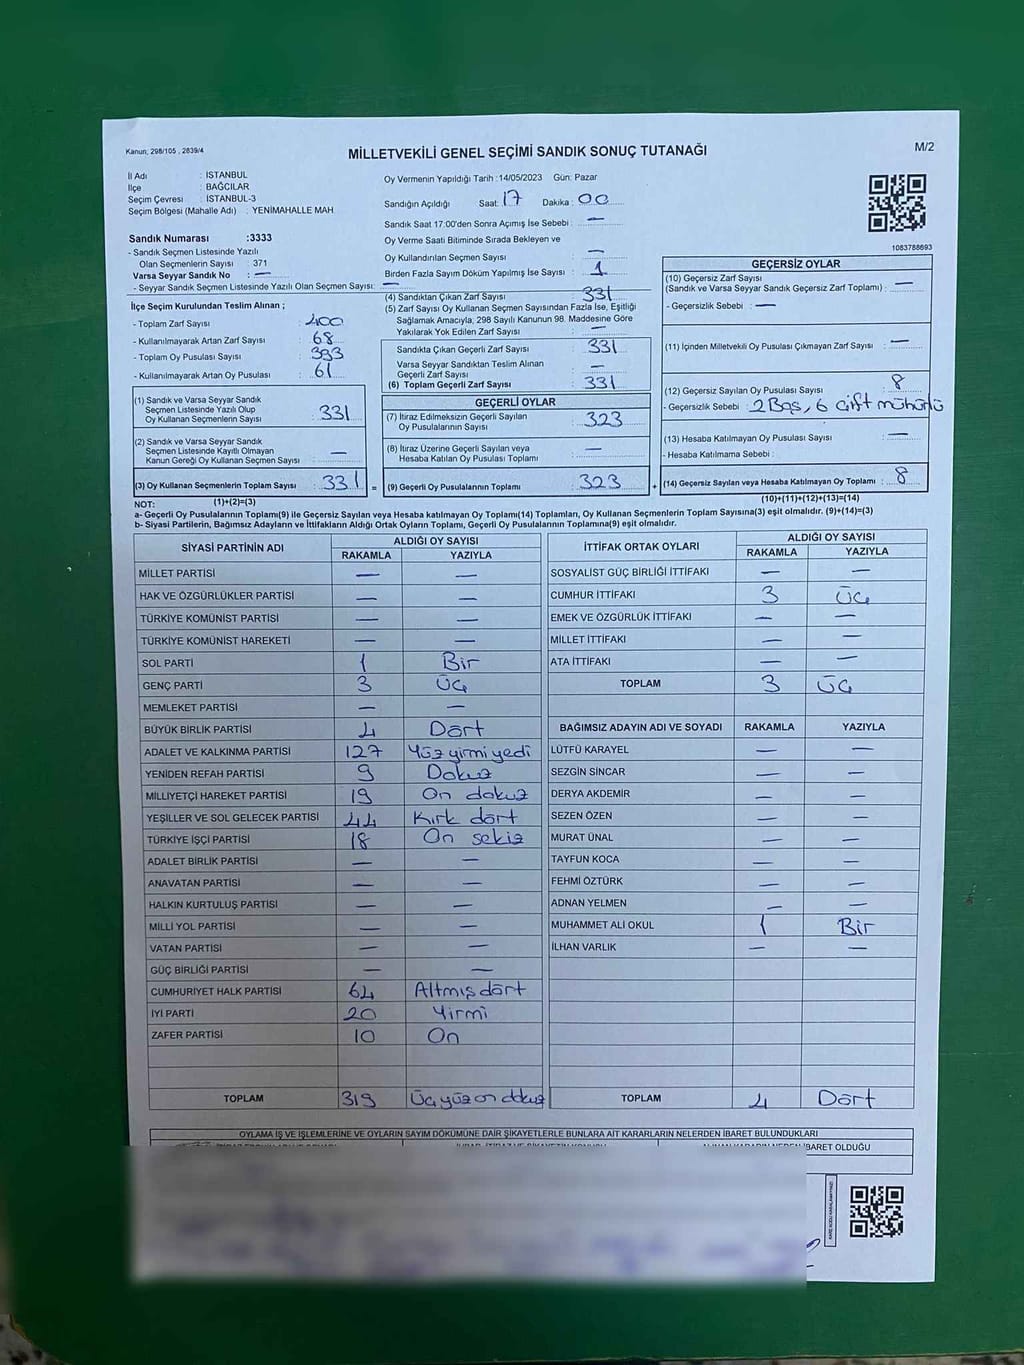 Kanun; 298/105 , 2839/4
MİLLETVEKİLİ GENEL SEÇİMİ SANDIK SONUÇ TUTANAĞI
M/2
İl Adı : İSTANBUL
İlçe : BAĞCILAR
Seçim Çevresi : İSTANBUL-3
Seçim Bölgesi (Mahalle Adı) : YENİMAHALLE MAH
Oy Vermenin Yapıldığı Tarih :14/05/2023 Gün: Pazar
Sandığın Açıldığı Saat: 17 Dakika : 00
Sandık Saat 17:00'den Sonra Açımış İse Sebebi : —
Oy Verme Saati Bitiminde Sırada Bekleyen ve
Oy Kullandırılan Seçmen Sayısı : —
Birden Fazla Sayım Döküm Yapılmış İse Sayısı : 1
1083788693
Sandık Numarası :3333
- Sandık Seçmen Listesinde Yazılı
Olan Seçmenlerin Sayısı : 371
Varsa Seyyar Sandık No : —
- Seyyar Sandık Seçmen Listesinde Yazılı Olan Seçmen Sayısı: —
İlçe Seçim Kurulundan Teslim Alınan ;
- Toplam Zarf Sayısı : 400
- Kullanılmayarak Artan Zarf Sayısı : 68
- Toplam Oy Pusulası Sayısı : 393
- Kullanılmayarak Artan Oy Pusulası : 61
(4) Sandıktan Çıkan Zarf Sayısı : 331
(5) Zarf Sayısı Oy Kullanan Seçmen Sayısından Fazla İse, Eşitliği
Sağlamak Amacıyla; 298 Sayılı Kanunun 98. Maddesine Göre
Yakılarak Yok Edilen Zarf Sayısı : —
Sandıkta Çıkan Geçerli Zarf Sayısı : 331
Varsa Seyyar Sandıktan Teslim Alınan
Geçerli Zarf Sayısı : —
(6) Toplam Geçerli Zarf Sayısı : 331
GEÇERSİZ OYLAR
(10) Geçersiz Zarf Sayısı
(Sandık ve Varsa Seyyar Sandık Geçersiz Zarf Toplamı) : —
- Geçersizlik Sebebi : —
(11) İçinden Milletvekili Oy Pusulası Çıkmayan Zarf Sayısı : —
(12) Geçersiz Sayılan Oy Pusulası Sayısı : 8
- Geçersizlik Sebebi : 2 Boş, 6 Çift mühürlü
(13) Hesaba Katılmayan Oy Pusulası Sayısı : —
- Hesaba Katılmama Sebebi :
(14) Geçersiz Sayılan veya Hesaba Katılmayan Oy Toplamı : 8
(10)+(11)+(12)+(13)=(14)
(1) Sandık ve Varsa Seyyar Sandık
Seçmen Listesinde Yazılı Olup
Oy Kullanan Seçmenlerin Sayısı : 331
(2) Sandık ve Varsa Seyyar Sandık
Seçmen Listesinde Kayıtlı Olmayan
Kanun Gereği Oy Kullanan Seçmen Sayısı : —
(3) Oy Kullanan Seçmenlerin Toplam Sayısı : 331 =
GEÇERLİ OYLAR
(7) İtiraz Edilmeksizin Geçerli Sayılan
Oy Pusulalarının Sayısı : 323
(8) İtiraz Üzerine Geçerli Sayılan veya
Hesaba Katılan Oy Pusulası Toplamı : —
(9) Geçerli Oy Pusulalarının Toplamı : 323 +
NOT: (1)+(2)=(3)
a- Geçerli Oy Pusulalarının Toplamı(9) ile Geçersiz Sayılan veya Hesaba katılmayan Oy Toplamı(14) Toplamları, Oy Kullanan Seçmenlerin Toplam Sayısına(3) eşit olmalıdır. (9)+(14)=(3)
b- Siyasi Partilerin, Bağımsız Adayların ve İttifakların Aldığı Ortak Oyların Toplamı, Geçerli Oy Pusulalarının Toplamına(9) eşit olmalıdır.
SİYASİ PARTİNİN ADI ALDIĞI OY SAYISI
RAKAMLA YAZIYLA
MİLLET PARTİSİ — —
HAK VE ÖZGÜRLÜKLER PARTİSİ — —
TÜRKİYE KOMÜNİST PARTİSİ — —
TÜRKİYE KOMÜNİST HAREKETİ — —
SOL PARTİ 1 Bir
GENÇ PARTİ 3 Üç
MEMLEKET PARTİSİ — —
BÜYÜK BİRLİK PARTİSİ 4 Dört
ADALET VE KALKINMA PARTİSİ 127 Yüz yirmi yedi
YENİDEN REFAH PARTİSİ 9 Dokuz
MİLLİYETÇİ HAREKET PARTİSİ 19 On dokuz
YEŞİLLER VE SOL GELECEK PARTİSİ 44 Kırk dört
TÜRKİYE İŞÇİ PARTİSİ 18 On sekiz
ADALET BİRLİK PARTİSİ — —
ANAVATAN PARTİSİ — —
HALKIN KURTULUŞ PARTİSİ — —
MİLLİ YOL PARTİSİ — —
VATAN PARTİSİ — —
GÜÇ BİRLİĞİ PARTİSİ — —
CUMHURİYET HALK PARTİSİ 64 Altmış dört
İYİ PARTİ 20 Yirmi
ZAFER PARTİSİ 10 On
TOPLAM 319 Üç yüz on dokuz
İTTİFAK ORTAK OYLARI ALDIĞI OY SAYISI
RAKAMLA YAZIYLA
SOSYALİST GÜÇ BİRLİĞİ İTTİFAKI — —
CUMHUR İTTİFAKI 3 Üç
EMEK VE ÖZGÜRLÜK İTTİFAKI — —
MİLLET İTTİFAKI — —
ATA İTTİFAKI — —
TOPLAM 3 Üç
BAĞIMSIZ ADAYIN ADI VE SOYADI RAKAMLA YAZIYLA
LÜTFÜ KARAYEL — —
SEZGİN SİNCAR — —
DERYA AKDEMİR — —
SEZEN ÖZEN — —
MURAT ÜNAL — —
TAYFUN KOCA — —
FEHMİ ÖZTÜRK — —
ADNAN YELMEN — —
MUHAMMET ALİ OKUL 1 Bir
İLHAN VARLIK — —
TOPLAM 4 Dört
OYLAMA İŞ VE İŞLEMLERİNE VE OYLARIN SAYIM DÖKÜMÜNE DAİR ŞİKAYETLERLE BUNLARA AİT KARARLARIN NELERDEN İBARET BULUNDUKLARI
İBARET OLDUĞU